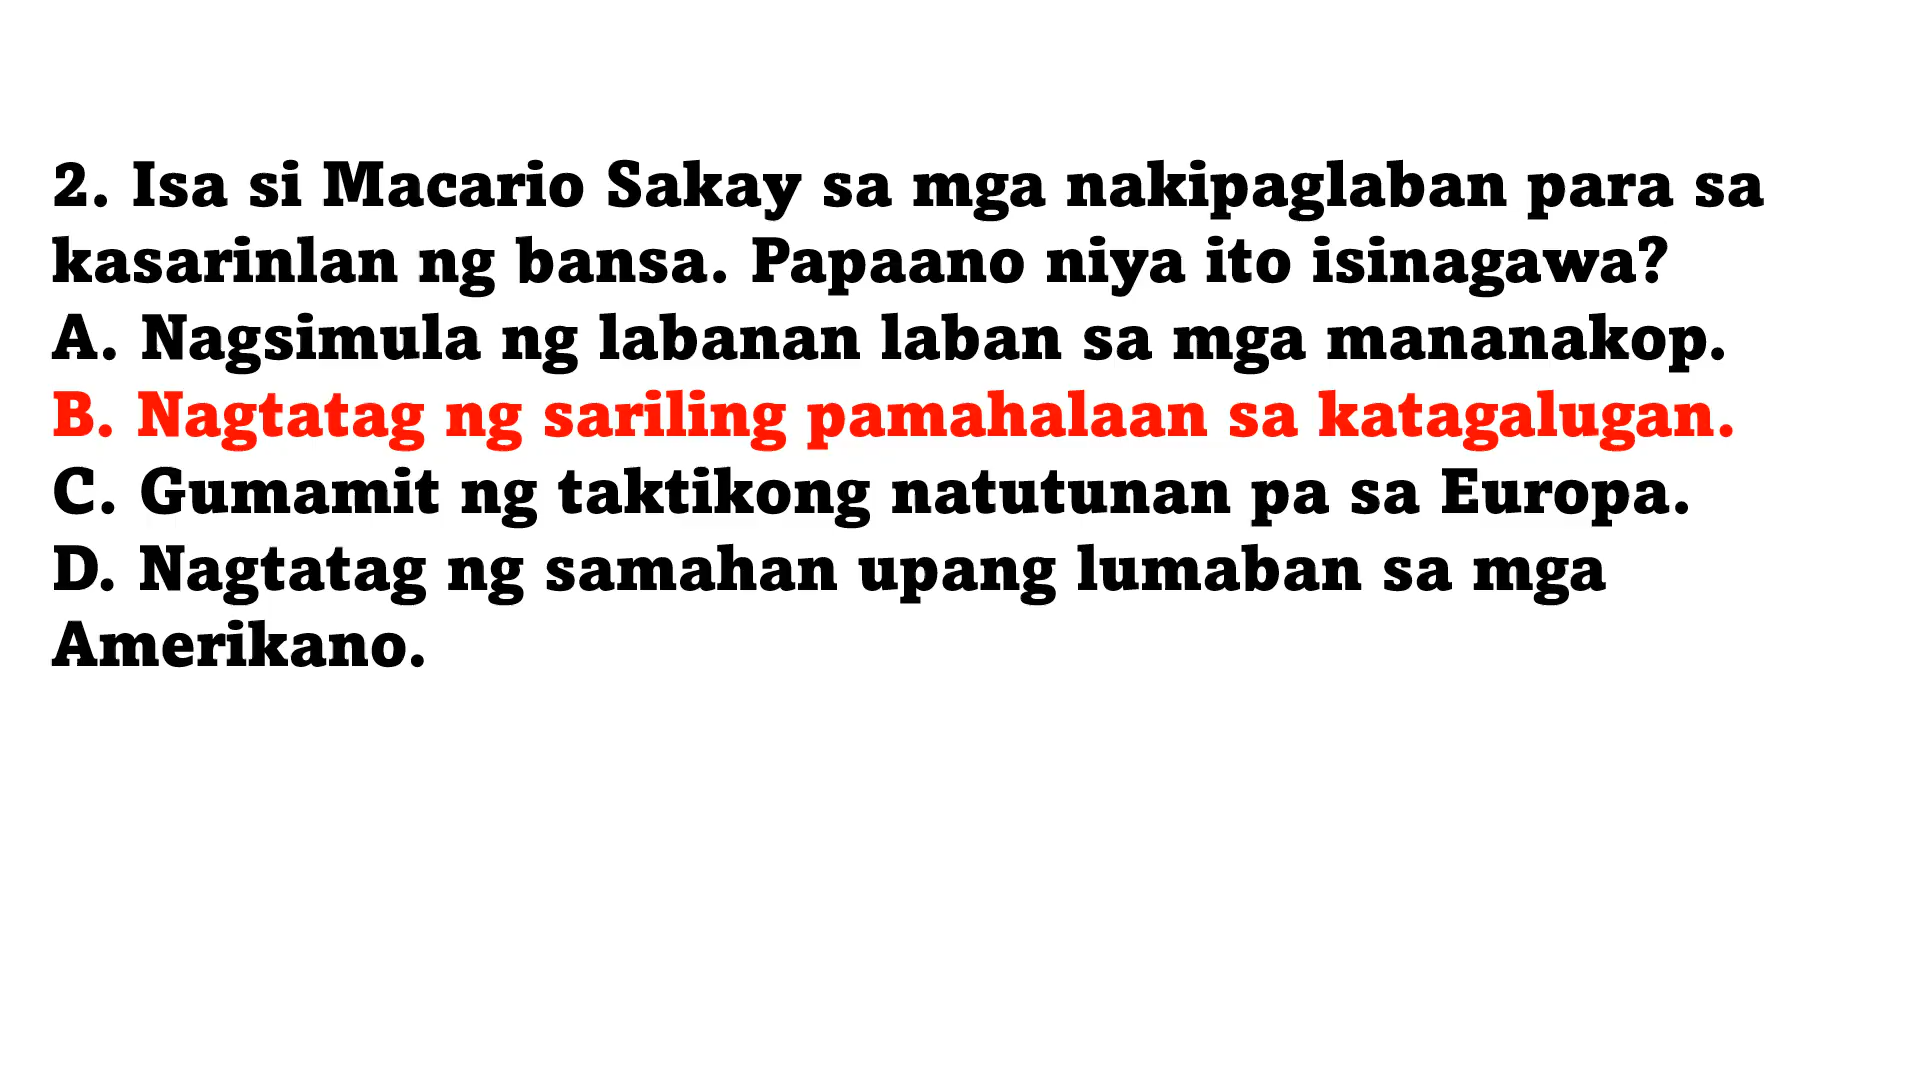 2. Isa si Macario Sakay sa mga nakipaglaban para sa
kasarinlan ng bansa. Papaano niya ito isinagawa?
A. Nagsimula ng labanan laban sa mga mananakop.
B. Nagtatag ng sariling pamahalaan sa katagalugan.
C. Gumamit ng taktikong natutunan pa sa Europa.
D. Nagtatag ng samahan upang lumaban sa mga
Amerikano.